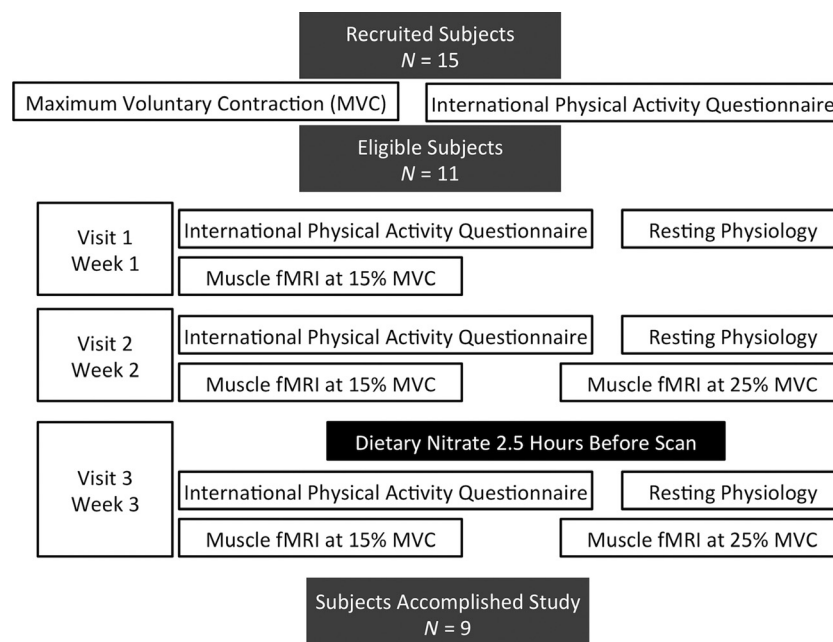 Recruited Subjects
N = 15
Maximum Voluntary Contraction (MVC)
International Physical Activity Questionnaire
Eligible Subjects
N = 11
Visit 1
Week 1
International Physical Activity Questionnaire
Resting Physiology
Muscle fMRI at 15% MVC
Visit 2
Week 2
International Physical Activity Questionnaire
Resting Physiology
Muscle fMRI at 15% MVC
Muscle fMRI at 25% MVC
Visit 3
Week 3
Dietary Nitrate 2.5 Hours Before Scan
International Physical Activity Questionnaire
Resting Physiology
Muscle fMRI at 15% MVC
Muscle fMRI at 25% MVC
Subjects Accomplished Study
N = 9